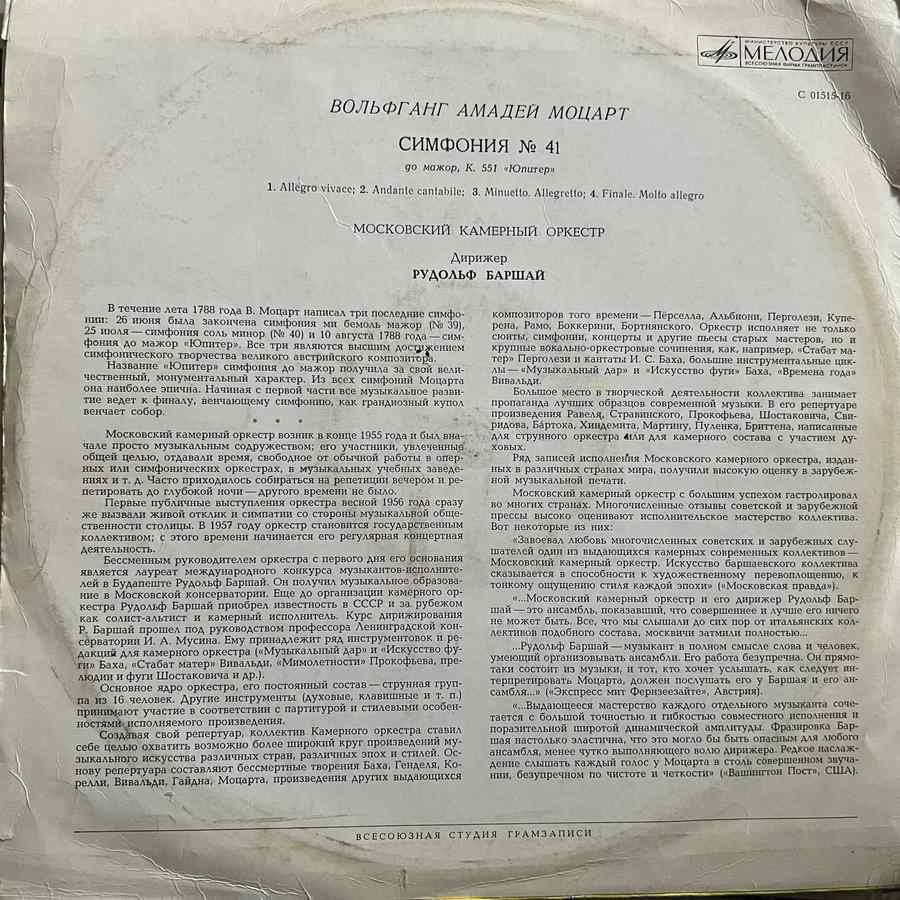 МИНИСТЕРСТВО КУЛЬТУРЫ СССР
МЕЛОДИЯ
ВСЕСОЮЗНАЯ ФИРМА ГРАМПЛАСТИНОК
С 01515-16
ВОЛЬФГАНГ АМАДЕЙ МОЦАРТ
СИМФОНИЯ № 41
до мажор, К. 551 «Юпитер»
1. Allegro vivace; 2. Andante cantabile; 3. Minuetto. Allegretto; 4. Finale. Molto allegro
МОСКОВСКИЙ КАМЕРНЫЙ ОРКЕСТР
Дирижер
РУДОЛЬФ БАРШАЙ
В течение лета 1788 года В. Моцарт написал три последние симфо-
нии: 26 июня была закончена симфония ми бемоль мажор (№ 39),
25 июля — симфония соль минор (№ 40) и 10 августа 1788 года — сим-
фония до мажор «Юпитер». Все три являются высшим достижением
симфонического творчества великого австрийского композитора.
Название «Юпитер» симфония до мажор получила за свой вели-
чественный, монументальный характер. Из всех симфоний Моцарта
она наиболее эпична. Начиная с первой части все музыкальное разви-
тие ведет к финалу, венчающему симфонию, как грандиозный купол
венчает собор.
* * *
Московский камерный оркестр возник в конце 1955 года и был вна-
чале просто музыкальным содружеством; его участники, увлеченные
общей целью, отдавали время, свободное от обычной работы в опер-
ных или симфонических оркестрах, в музыкальных учебных заведе-
ниях и т. д. Часто приходилось собираться на репетиции вечером и ре-
петировать до глубокой ночи — другого времени не было.
Первые публичные выступления оркестра весной 1956 года сразу
же вызвали живой отклик и симпатии со стороны музыкальной обще-
ственности столицы. В 1957 году оркестр становится государственным
коллективом; с этого времени начинается его регулярная концертная
деятельность.
Бессменным руководителем оркестра с первого дня его основания
является лауреат международного конкурса музыкантов-исполните-
лей в Будапеште Рудольф Баршай. Он получил музыкальное образова-
ние в Московской консерватории. Еще до организации камерного ор-
кестра Рудольф Баршай приобрел известность в СССР и за рубежом
как солист-альтист и камерный исполнитель. Курс дирижирования
Р. Баршай прошел под руководством профессора Ленинградской кон-
серватории И. А. Мусина. Ему принадлежит ряд инструментовок и ре-
дакций для камерного оркестра («Музыкальный дар» и «Искусство фу-
ги» Баха, «Стабат матер» Вивальди, «Мимолетности» Прокофьева, пре-
людии и фуги Шостаковича и др.).
Основное ядро оркестра, его постоянный состав — струнная груп-
па из 16 человек. Другие инструменты (духовые, клавишные и т. п.)
принимают участие в соответствии с партитурой и стилевыми особен-
ностями исполняемого произведения.
Создавая свой репертуар, коллектив Камерного оркестра ставил
себе целью охватить возможно более широкий круг произведений му-
зыкального искусства различных стран, различных эпох и стилей. Ос-
нову репертуара составляют бессмертные творения Баха, Генделя, Ко-
релли, Вивальди, Гайдна, Моцарта, произведения других выдающихся
композиторов того времени — Пёрселла, Альбиони, Перголези, Купе-
рена, Рамо, Боккерини, Бортнянского. Оркестр исполняет не только
сюиты, симфонии, концерты и другие пьесы старых мастеров, но и
крупные вокально-оркестровые сочинения, как, например, «Стабат ма-
тер» Перголези и кантаты И. С. Баха, большие инструментальные цик-
лы — «Музыкальный дар» и «Искусство фуги» Баха, «Времена года»
Вивальди.
Большое место в творческой деятельности коллектива занимает
пропаганда лучших образцов современной музыки. В его репертуаре
произведения Равеля, Стравинского, Прокофьева, Шостаковича, Сви-
ридова, Бартока, Хиндемита, Мартину, Пуленка, Бриттена, написанные
для струнного оркестра или для камерного состава с участием ду-
ховых.
Ряд записей исполнения Московского камерного оркестра, издан-
ных в различных странах мира, получили высокую оценку в зарубеж-
ной музыкальной печати.
Московский камерный оркестр с большим успехом гастролировал
во многих странах. Многочисленные отзывы советской и зарубежной
прессы высоко оценивают исполнительское мастерство коллектива.
Вот некоторые из них:
«Завоевал любовь многочисленных советских и зарубежных слу-
шателей один из выдающихся камерных современных коллективов —
Московский камерный оркестр. Искусство баршаевского коллектива
сказывается в способности к художественному перевоплощению, к
тонкому ощущению стиля каждой эпохи» («Московская правда»).
«...Московский камерный оркестр и его дирижер Рудольф Бар-
шай — это ансамбль, показавший, что совершеннее и лучше его ничего
не может быть. Все, что мы слышали до сих пор от итальянских кол-
лективов подобного состава, москвичи затмили полностью...
...Рудольф Баршай — музыкант в полном смысле слова и человек,
умеющий организовывать ансамбли. Его работа безупречна. Он прямо-
таки состоит из музыки, и тот, кто хочет услышать, как следует ин-
терпретировать Моцарта, должен послушать его у Баршая и его ан-
самбля...» («Экспресс мит Фернзеезайте», Австрия).
«...Выдающееся мастерство каждого отдельного музыканта соче-
тается с большой точностью и гибкостью совместного исполнения и
поразительной широтой динамической амплитуды. Фразировка Бар-
шая настолько эластична, что это могло бы быть опасным для любого
ансамбля, менее чутко выполняющего волю дирижера. Редкое наслаж-
дение слышать каждый голос у Моцарта в столь совершенном звуча-
нии, безупречном по чистоте и четкости» («Вашингтон Пост», США).
ВСЕСОЮЗНАЯ СТУДИЯ ГРАМЗАПИСИ